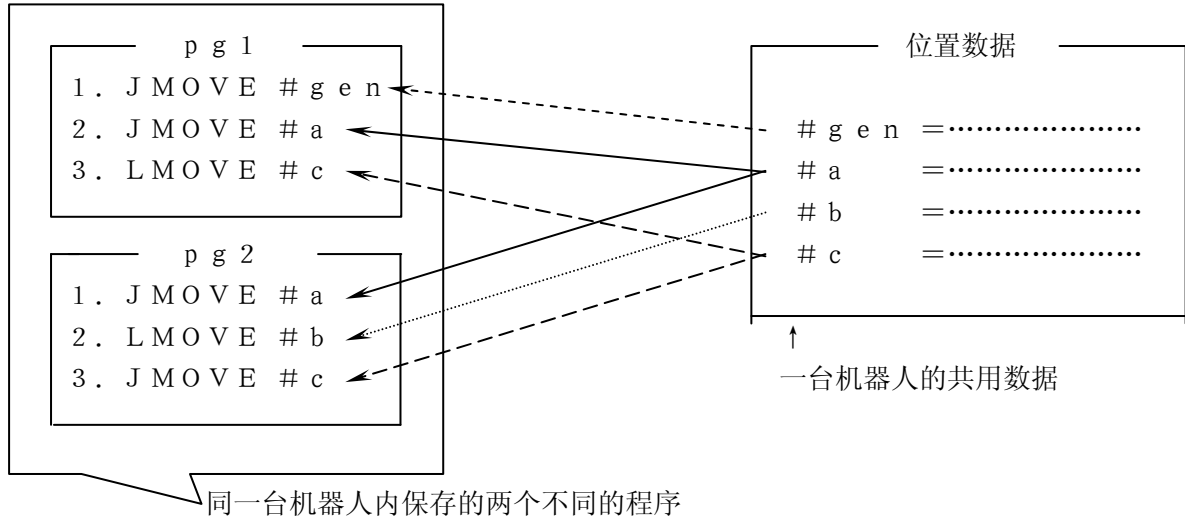 pg1
1．JMOVE #gen
2．JMOVE #a
3．LMOVE #c
pg2
1．JMOVE #a
2．LMOVE #b
3．JMOVE #c
同一台机器人内保存的两个不同的程序
位置数据
#gen =…………………
#a =…………………
#b =…………………
#c =…………………
↑
一台机器人的共用数据